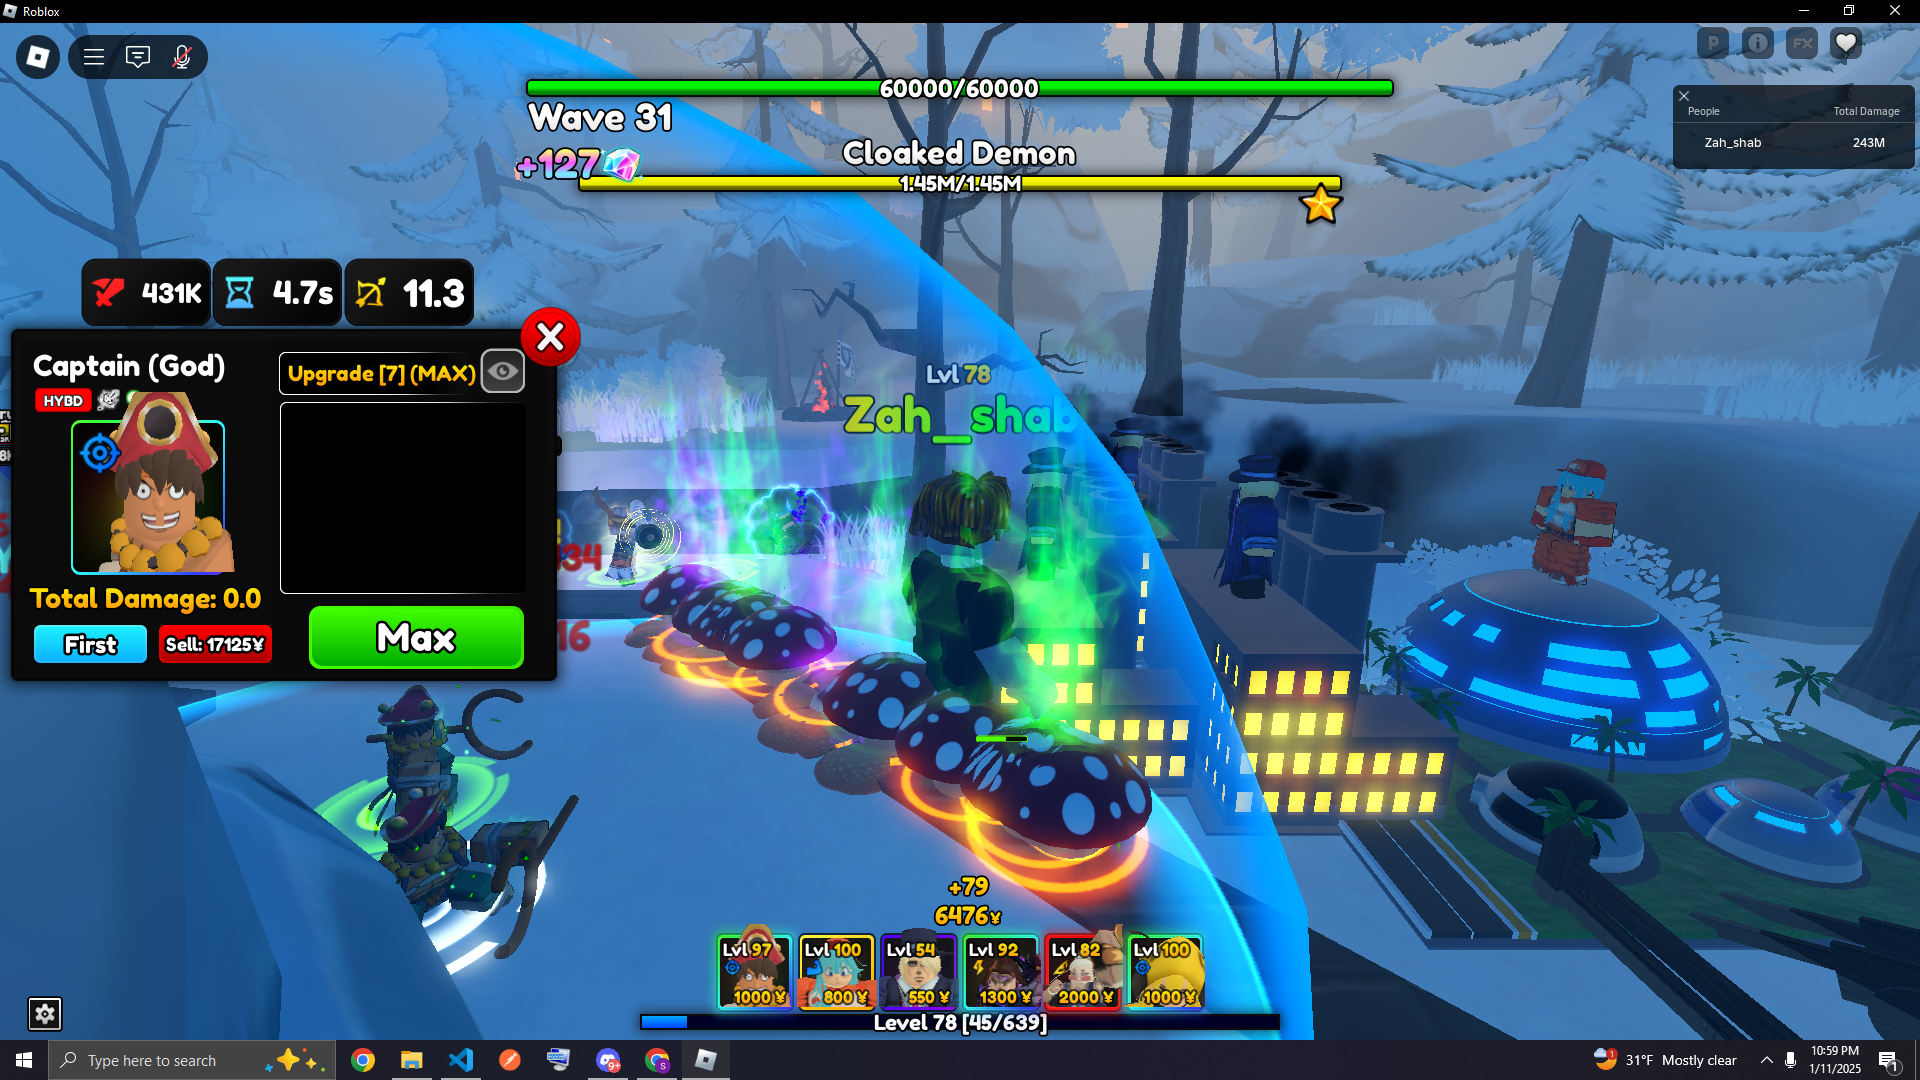 Roblox
P
i
FX
60000/60000
Wave 31
+127
Cloaked Demon
1.45M/1.45M
People
Total Damage
Zah_shab
243M
431K
4.7s
11.3
Captain (God)
HYBD
Upgrade [7] (MAX)
Total Damage: 0.0
First
Sell: 17125¥
Max
Lvl 78
Zah_shab
+79
6476¥
Lvl 97
1000 ¥
Lvl 100
800 ¥
Lvl 54
550 ¥
Lvl 92
1300 ¥
Lvl 82
2000 ¥
Lvl 100
1000 ¥
Level 78 [45/639]
Type here to search
9+
S
1
31°F Mostly clear
10:59 PM
1/11/2025
1